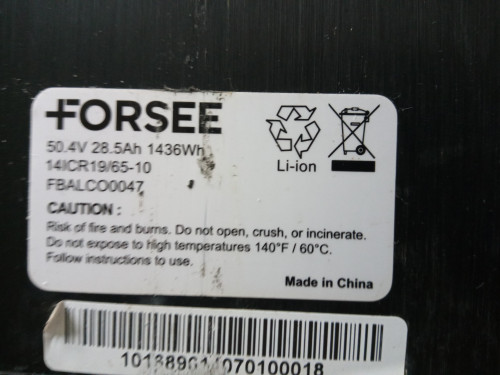 FORSEE
50.4V 28.5Ah 1436Wh
14ICR19/65-10
FBALCO0047
Li-ion
CAUTION :
Risk of fire and burns. Do not open, crush, or incinerate.
Do not expose to high temperatures 140°F / 60°C.
Follow instructions to use.
Made in China